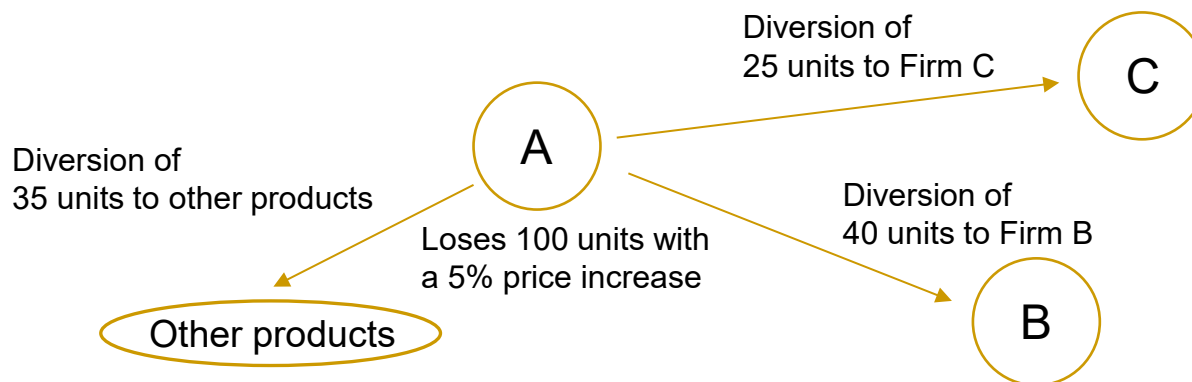 Diversion of
25 units to Firm C
C
A
Diversion of
35 units to other products
Diversion of
40 units to Firm B
Loses 100 units with
a 5% price increase
Other products
B